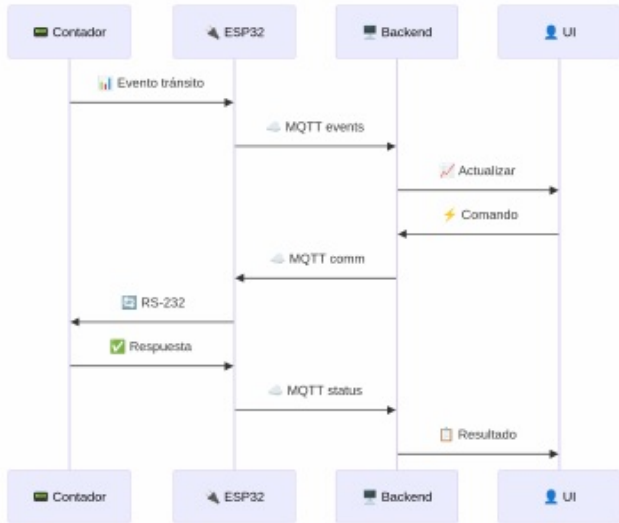 📟 Contador
🔌 ESP32
🖥️ Backend
👤 UI
📊 Evento tránsito
☁️ MQTT events
📈 Actualizar
⚡ Comando
☁️ MQTT comm
🔄 RS-232
✅ Respuesta
☁️ MQTT status
📋 Resultado
📟 Contador
🔌 ESP32
🖥️ Backend
👤 UI